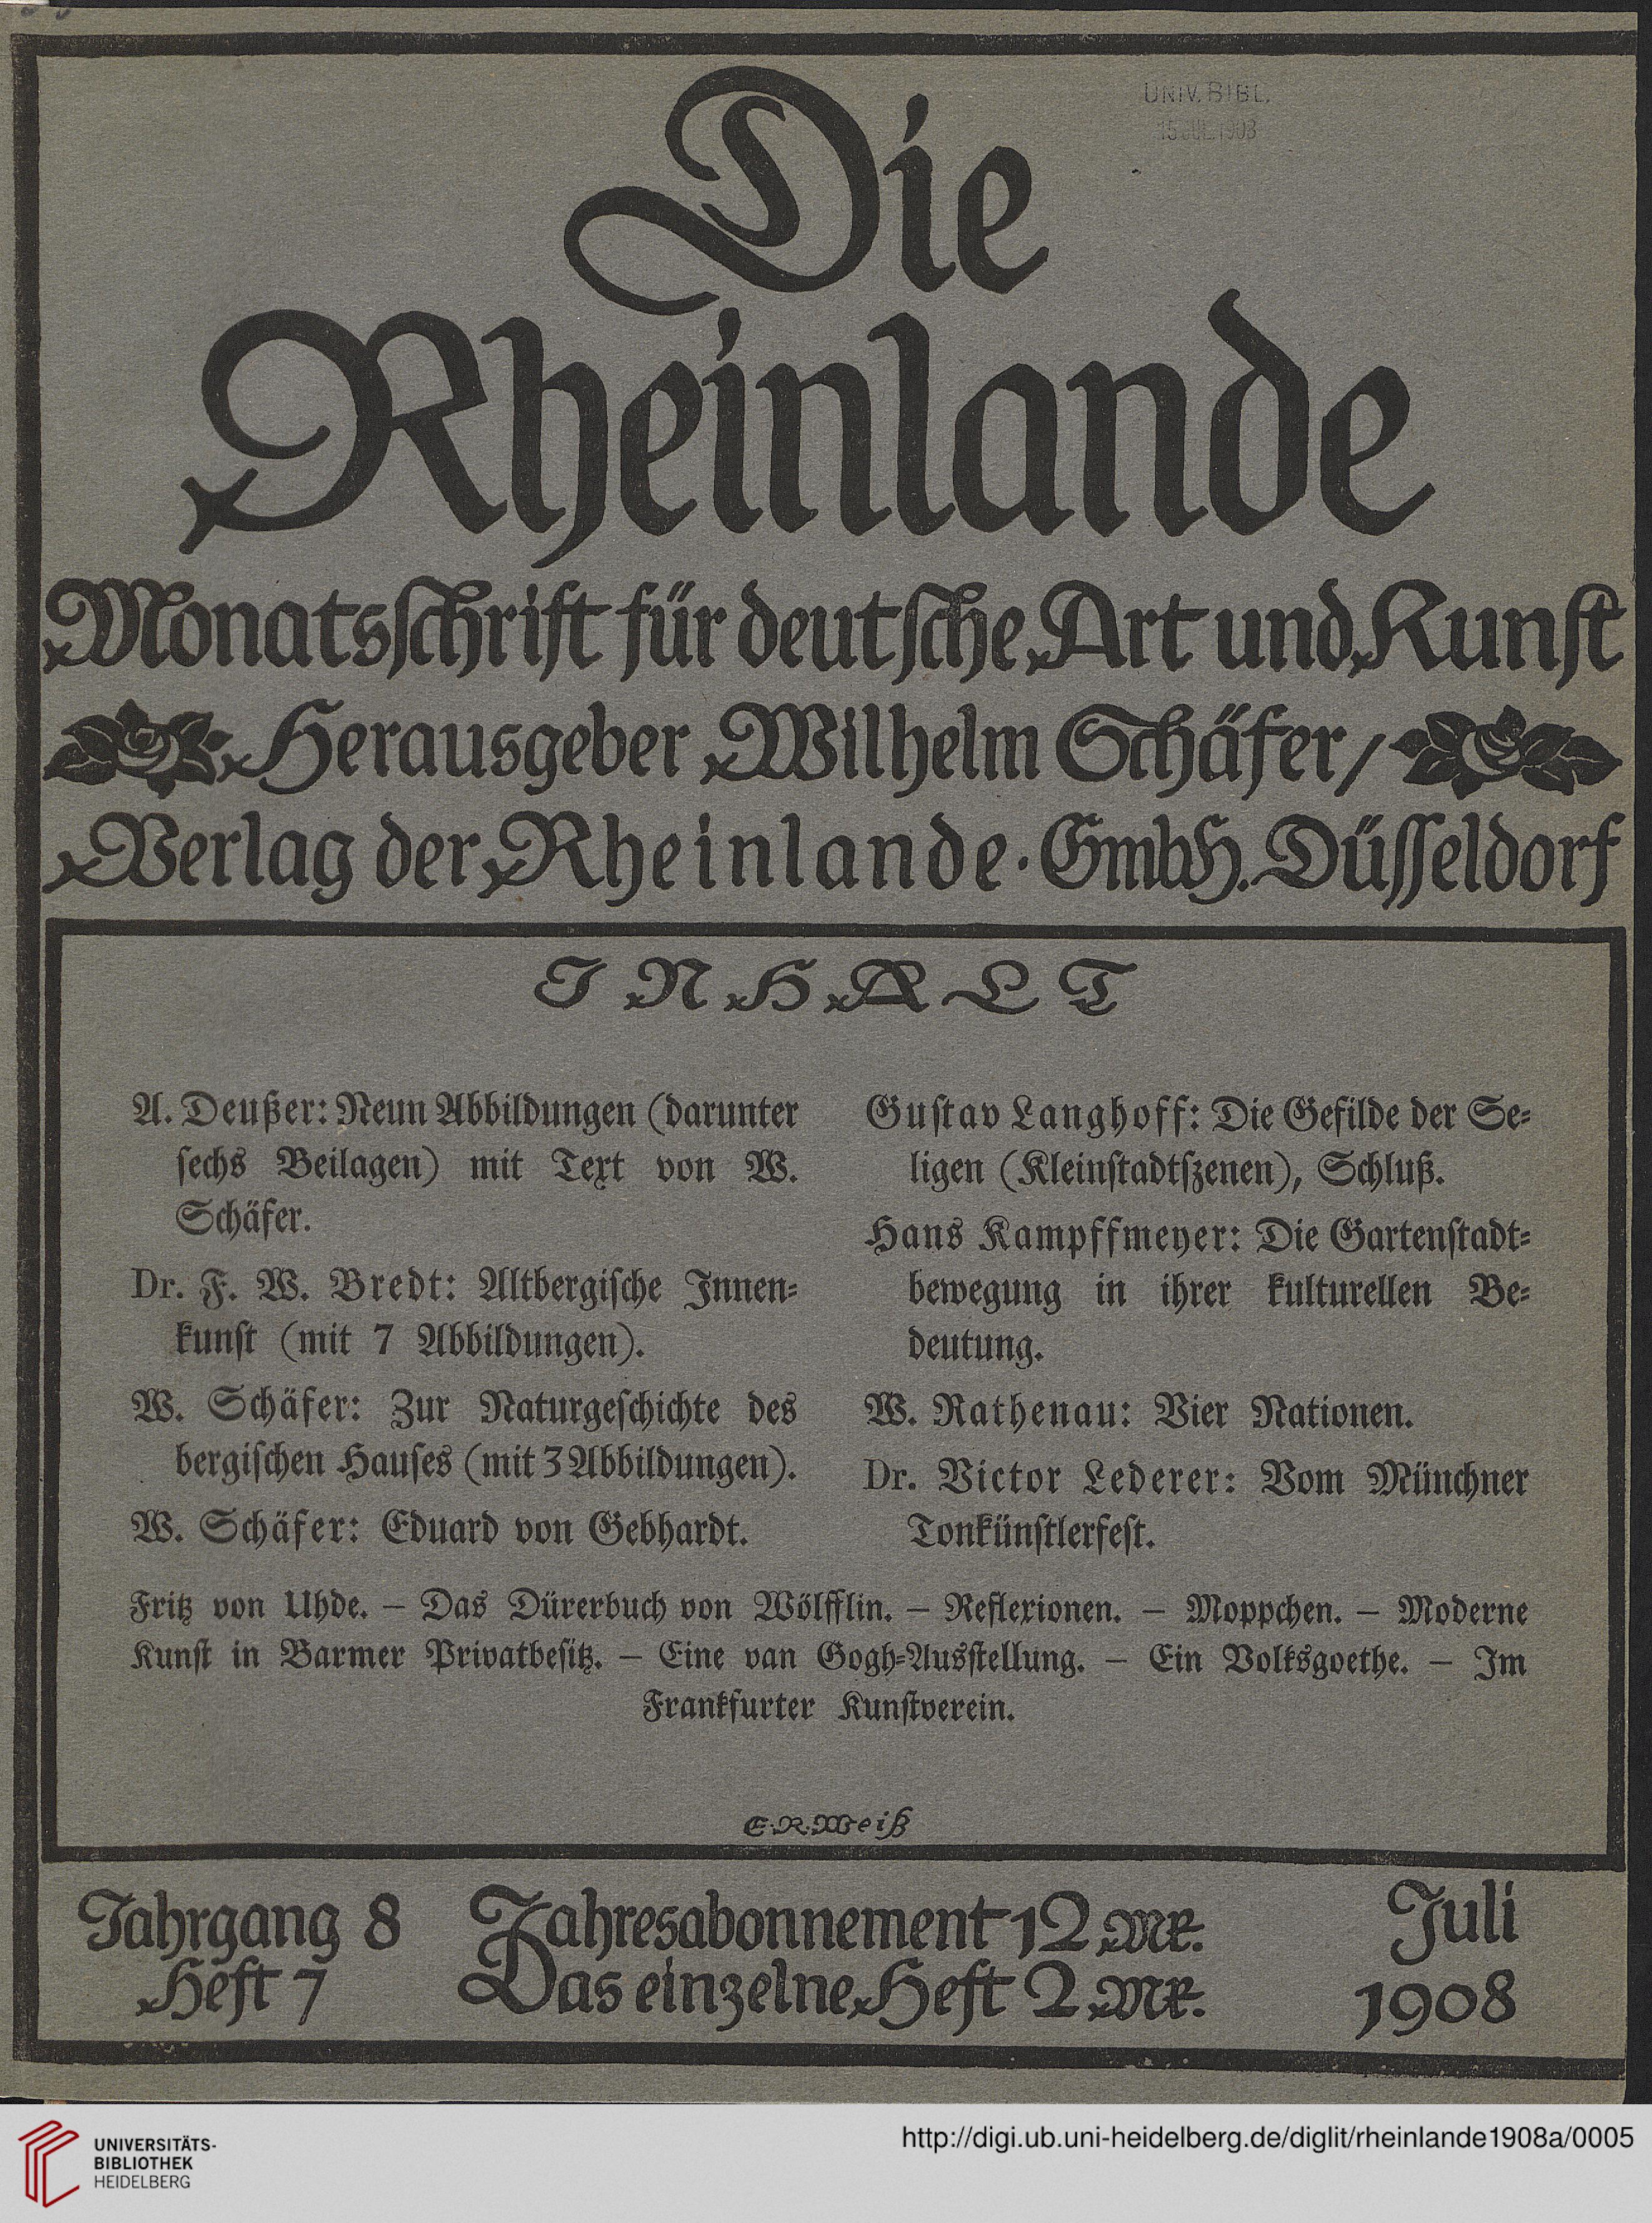 Die
UNIV. BIBL.
Rheinlande
Monatsschrift für deutsche Art und Kunst
Herausgeber Wilhelm Schäfer /
Verlag der Rheinlande · GmbH. Düsseldorf
INHALT
A. Deußer: Neun Abbildungen (darunter
sechs Beilagen) mit Text von W.
Schäfer.
Dr. F. W. Bredt: Altbergische Innen-
kunst (mit 7 Abbildungen).
W. Schäfer: Zur Naturgeschichte des
bergischen Hauses (mit 3 Abbildungen).
W. Schäfer: Eduard von Gebhardt.
Gustav Langhoff: Die Gefilde der Se-
ligen (Kleinstadtszenen), Schluß.
Hans Kampffmeyer: Die Gartenstadt-
bewegung in ihrer kulturellen Be-
deutung.
W. Rathenau: Vier Nationen.
Dr. Victor Lederer: Vom Münchner
Tonkünstlerfest.
Fritz von Uhde. — Das Dürerbuch von Wölfflin. — Reflexionen. — Moppchen. — Moderne
Kunst in Barmer Privatbesitz. — Eine van Gogh-Ausstellung. — Ein Volksgoethe. — Im
Frankfurter Kunstverein.
E. R. Weiß
Jahrgang 8 Jahresabonnement 12 Mk. Juli
Heft 7 Das einzelne Heft 2 Mk. 1908
UNIVERSITÄTS-
BIBLIOTHEK
HEIDELBERG
http://digi.ub.uni-heidelberg.de/diglit/rheinlande1908a/0005